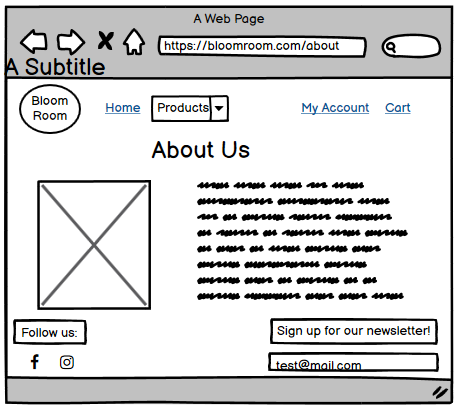 A Web Page
https://bloomroom.com/about
A Subtitle
Bloom
Room
Home
Products
My Account
Cart
About Us
Follow us:
Sign up for our newsletter!
test@mail.com